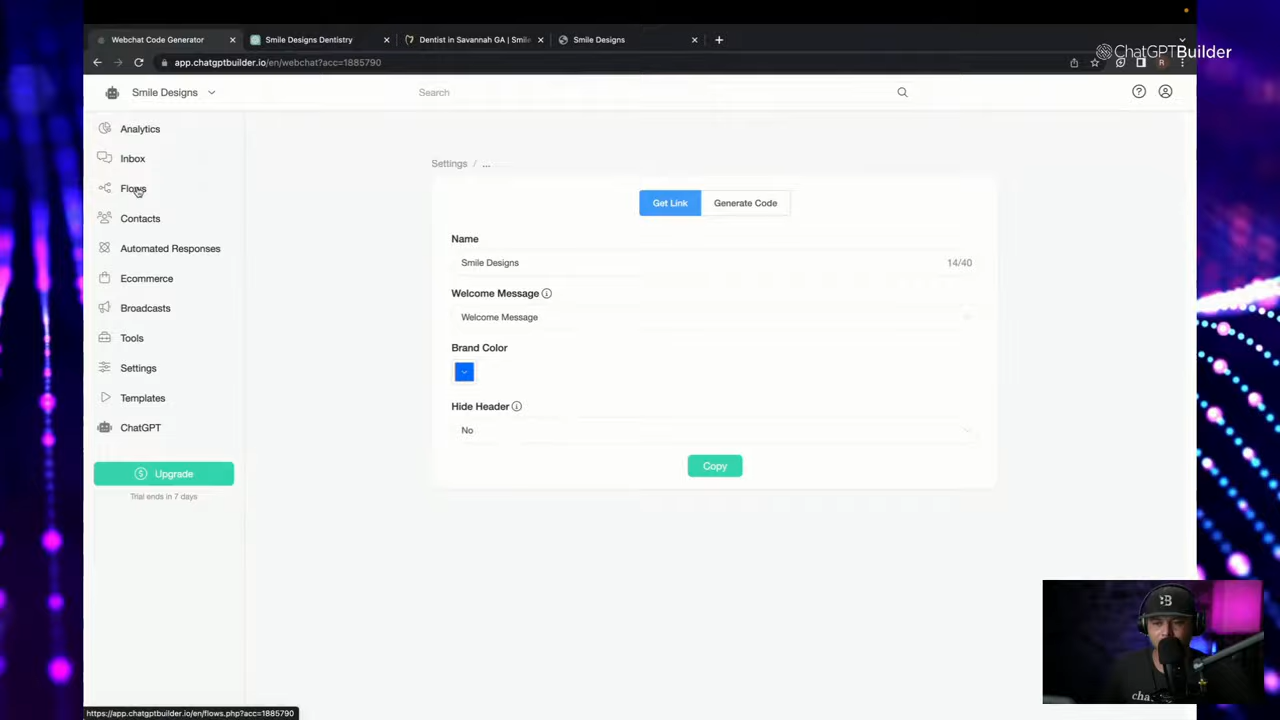 Webchat Code Generator
Smile Designs Dentistry
Dentist in Savannah GA | Smile
Smile Designs
app.chatgptbuilder.io/en/webchat?acc=1885790
R
ChatGPTBuilder
Smile Designs
Search
Analytics
Inbox
Flows
Contacts
Automated Responses
Ecommerce
Broadcasts
Tools
Settings
Templates
ChatGPT
$ Upgrade
Trial ends in 7 days
Settings / ...
Get Link
Generate Code
Name
Smile Designs
14/40
Welcome Message
Welcome Message
Brand Color
Hide Header
No
Copy
https://app.chatgptbuilder.io/en/flows.php?acc=1885790